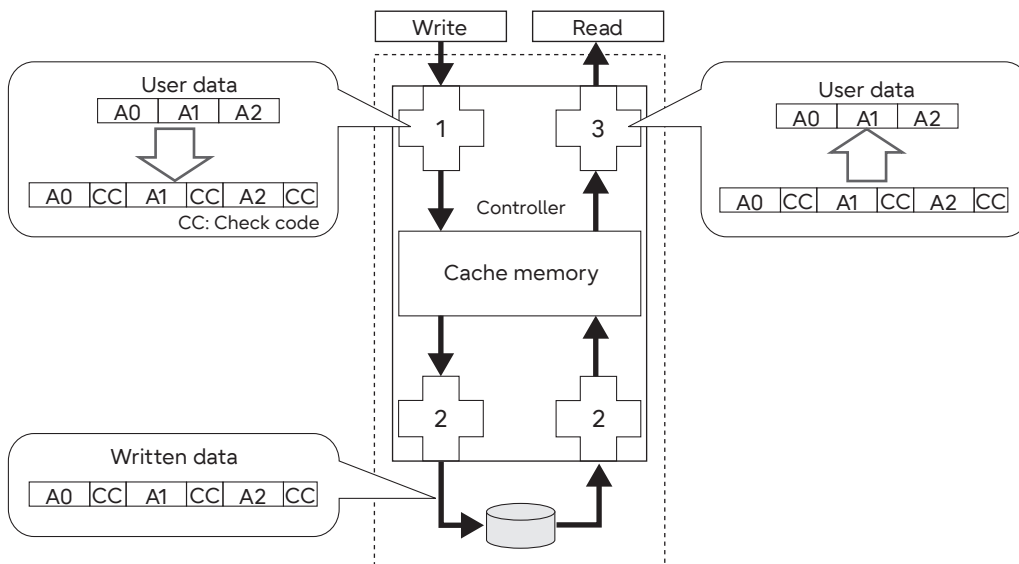 Write
Read
User data
A0 A1 A2
A0 CC A1 CC A2 CC
CC: Check code
1
3
User data
A0 A1 A2
A0 CC A1 CC A2 CC
Controller
Cache memory
2
2
Written data
A0 CC A1 CC A2 CC